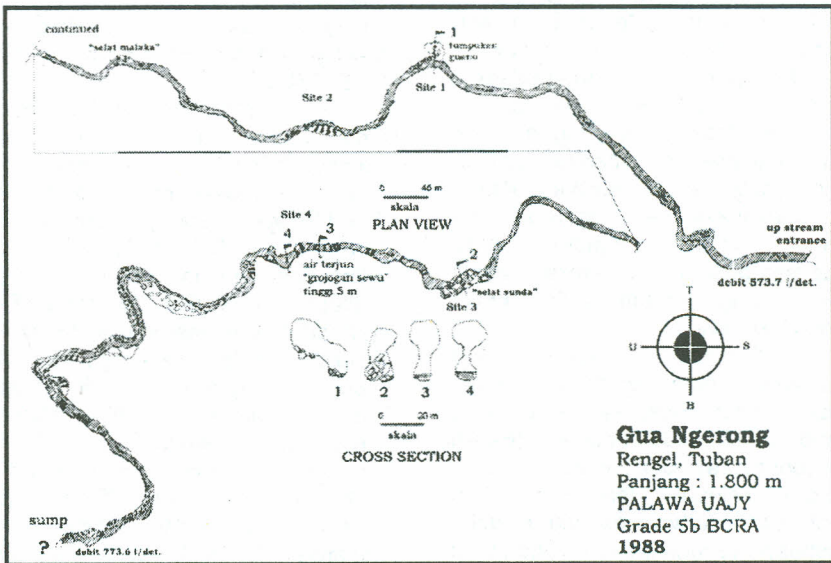 continued
"selat malaka"
1
tumpukan
guano
Site 1
Site 2
0 46 m
skala
PLAN VIEW
Site 4
4
3
air terjun
"grojogan sewu"
tinggi 5 m
2
"selat sunda"
Site 3
up stream
entrance
debit 573.7 l/det.
T
U
S
B
1
2
3
4
0 20 m
skala
CROSS SECTION
sump
?
debit 773.6 l/det.
Gua Ngerong
Rengel, Tuban
Panjang : 1.800 m
PALAWA UAJY
Grade 5b BCRA
1988